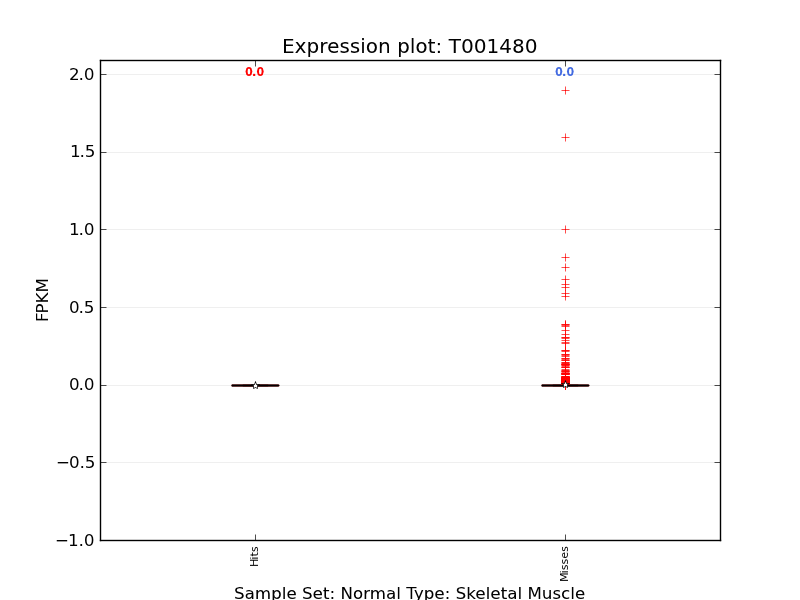 Expression plot: T001480
0.0 0.0
2.0
1.5
1.0
0.5
0.0
−0.5
−1.0
FPKM
Hits
Misses
Sample Set: Normal Type: Skeletal Muscle